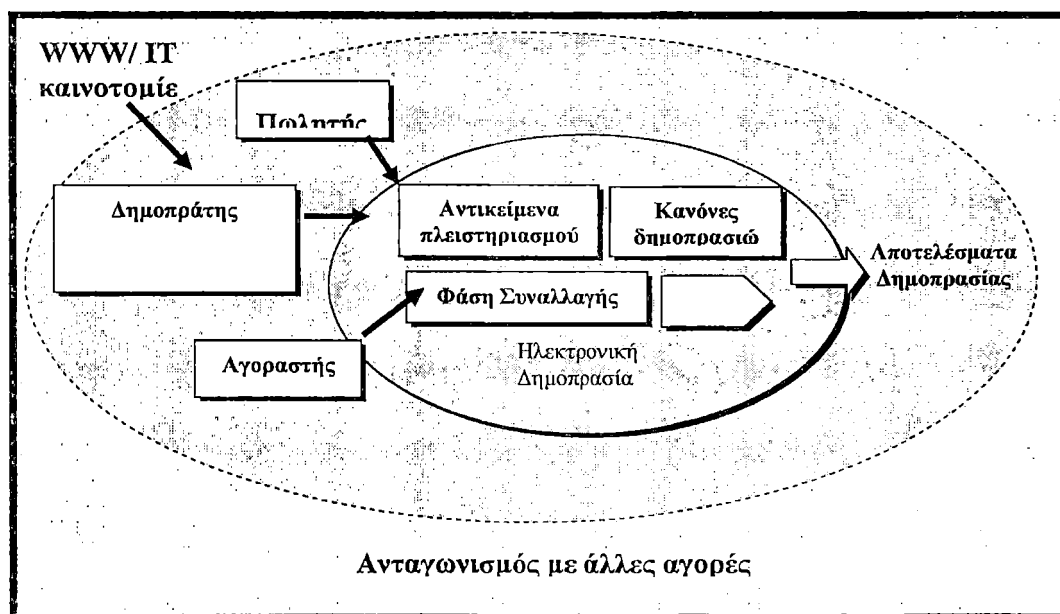 WWW/ IT
καινοτομίε
Πωλητής
Δημοπράτης
Αντικείμενα
πλειστηριασμού
Κανόνες
δημοπρασιώ
Αποτελέσματα
Δημοπρασίας
Φάση Συναλλαγής
Αγοραστής
Ηλεκτρονική
Δημοπρασία
Ανταγωνισμός με άλλες αγορές